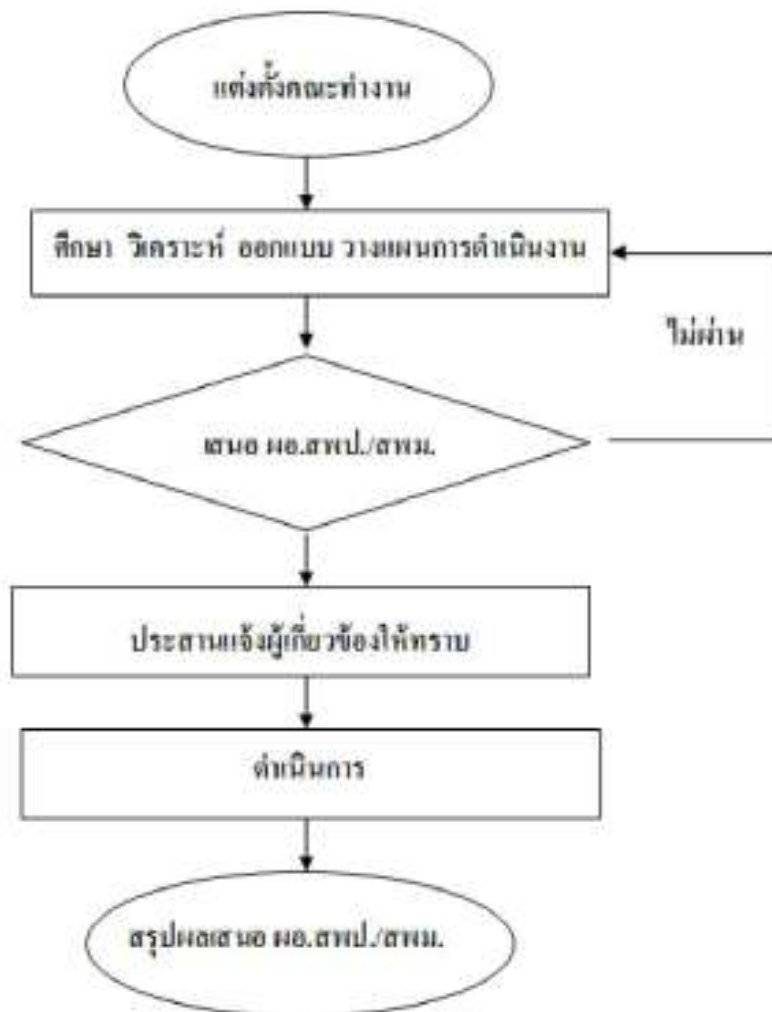 แต่งตั้งคณะทำงาน
ศึกษา วิเคราะห์ ออกแบบ วางแผนการดำเนินงาน
ไม่ผ่าน
เสนอ ผอ.สพป./สพม.
ประสานแจ้งผู้เกี่ยวข้องให้ทราบ
ดำเนินการ
สรุปผลเสนอ ผอ.สพป./สพม.